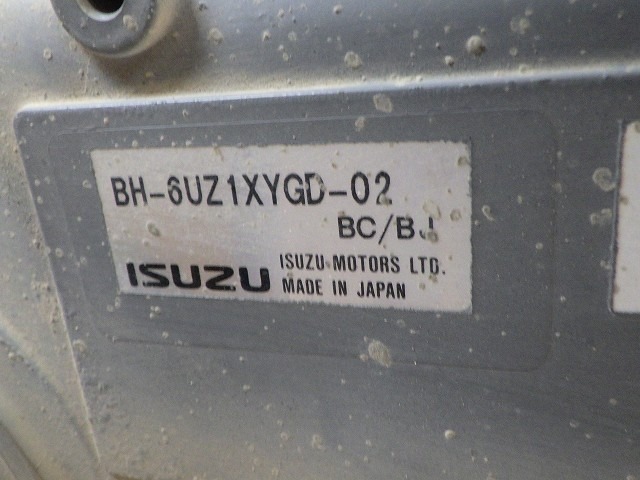 BH-6UZ1XYGD-02
BC/BJ
ISUZU
ISUZU MOTORS LTD.
MADE IN JAPAN